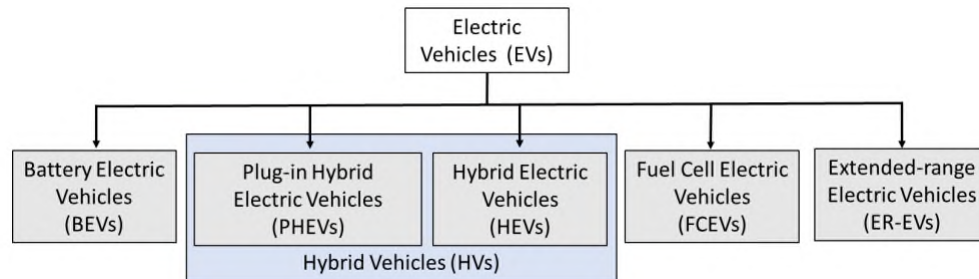 Electric
Vehicles (EVs)
Battery Electric
Vehicles
(BEVs)
Plug-in Hybrid
Electric Vehicles
(PHEVs)
Hybrid Electric
Vehicles
(HEVs)
Fuel Cell Electric
Vehicles
(FCEVs)
Extended-range
Electric Vehicles
(ER-EVs)
Hybrid Vehicles (HVs)